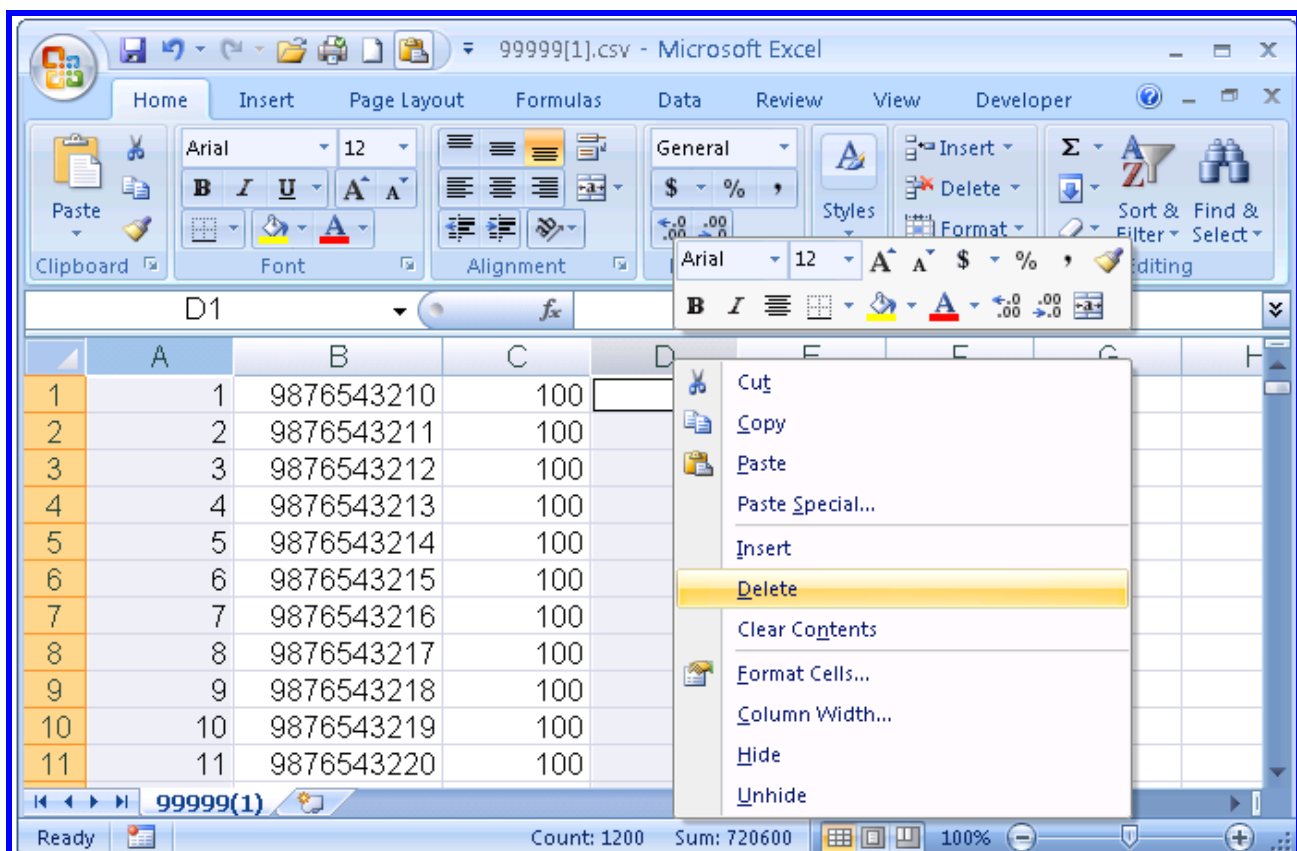 99999[1].csv - Microsoft Excel
Home Insert Page Layout Formulas Data Review View Developer
Arial 12 General Σ Insert
B I U A A $ % , Delete
Paste Styles Sort & Find &
.0 .00 Format Filter Select
Clipboard Font Alignment
Arial 12 A A $ % , diting
B I A .0 .00 a
D1 fx
A B C D E F G H
1 1 9876543210 100
2 2 9876543211 100
3 3 9876543212 100
4 4 9876543213 100
5 5 9876543214 100
6 6 9876543215 100
7 7 9876543216 100
8 8 9876543217 100
9 9 9876543218 100
10 10 9876543219 100
11 11 9876543220 100
Cut
Copy
Paste
Paste Special...
Insert
Delete
Clear Contents
Format Cells...
Column Width...
Hide
Unhide
99999(1)
Ready Count: 1200 Sum: 720600 100%